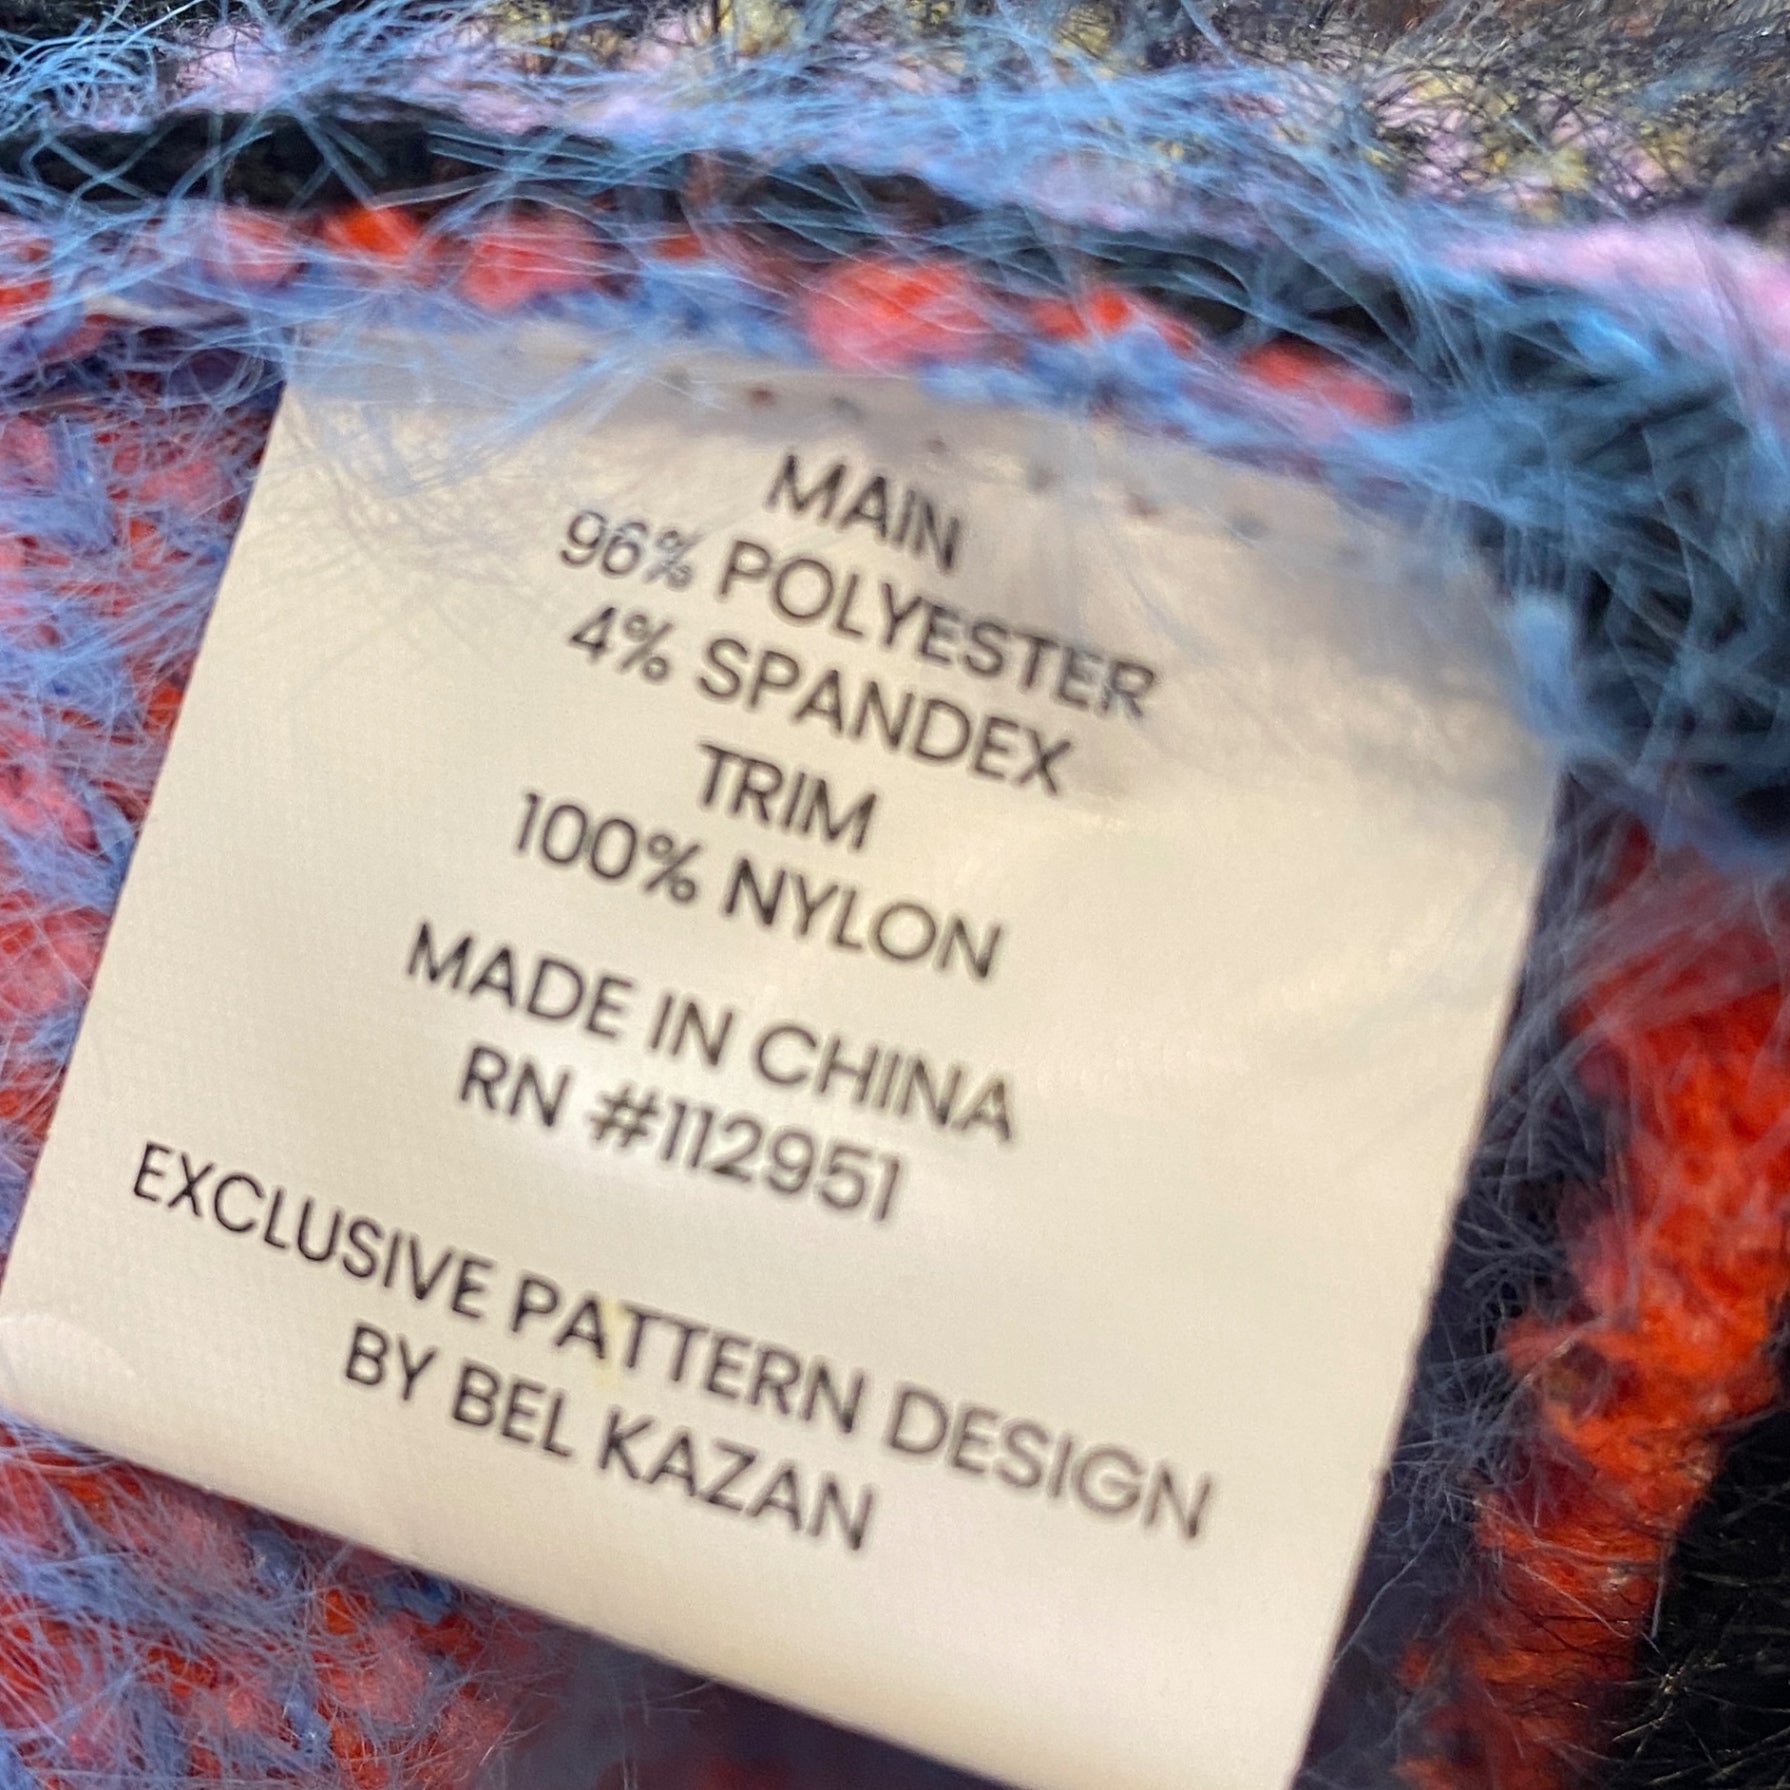 MAIN
96% POLYESTER
4% SPANDEX
TRIM
100% NYLON
MADE IN CHINA
RN #112951
EXCLUSIVE PATTERN DESIGN
BY BEL KAZAN